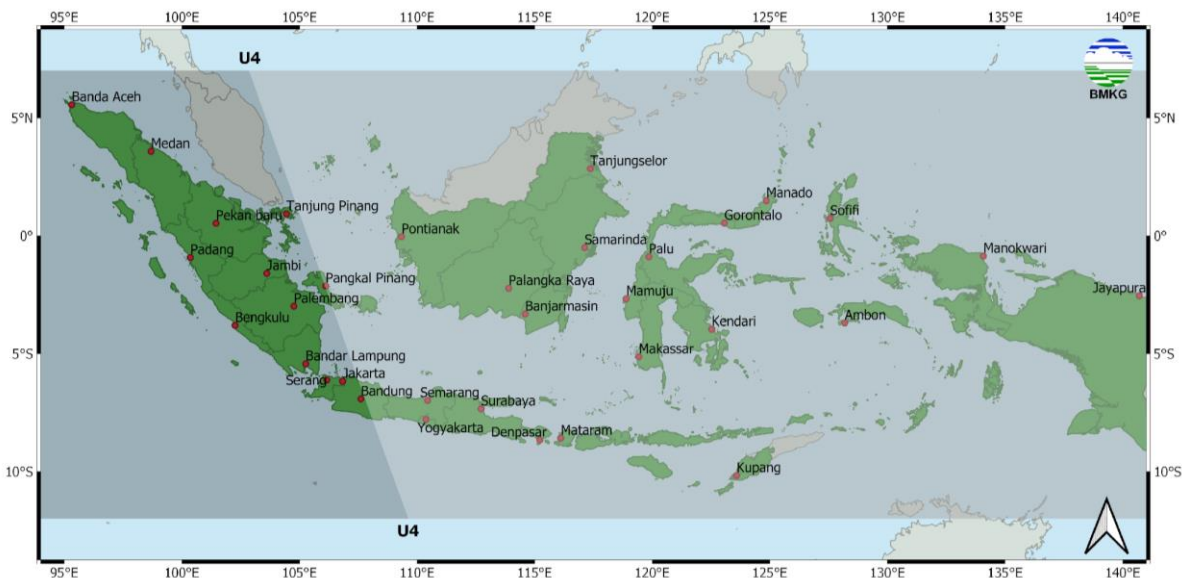 95°E 100°E 105°E 110°E 115°E 120°E 125°E 130°E 135°E 140°E
U4
BMKG
Banda Aceh
5°N 5°N
Medan
Tanjungselor
Manado
Tanjung Pinang
Sofifi
Pekan baru
Gorontalo
Pontianak
0° 0°
Samarinda
Padang
Palu
Manokwari
Jambi
Pangkal Pinang
Palangka Raya
Jayapura
Mamuju
Palembang
Banjarmasin
Ambon
Bengkulu
Kendari
5°S 5°S
Makassar
Bandar Lampung
Serang
Jakarta
Bandung
Semarang
Surabaya
Yogyakarta
Denpasar
Mataram
10°S 10°S
Kupang
U4
95°E 100°E 105°E 110°E 115°E 120°E 125°E 130°E 135°E 140°E